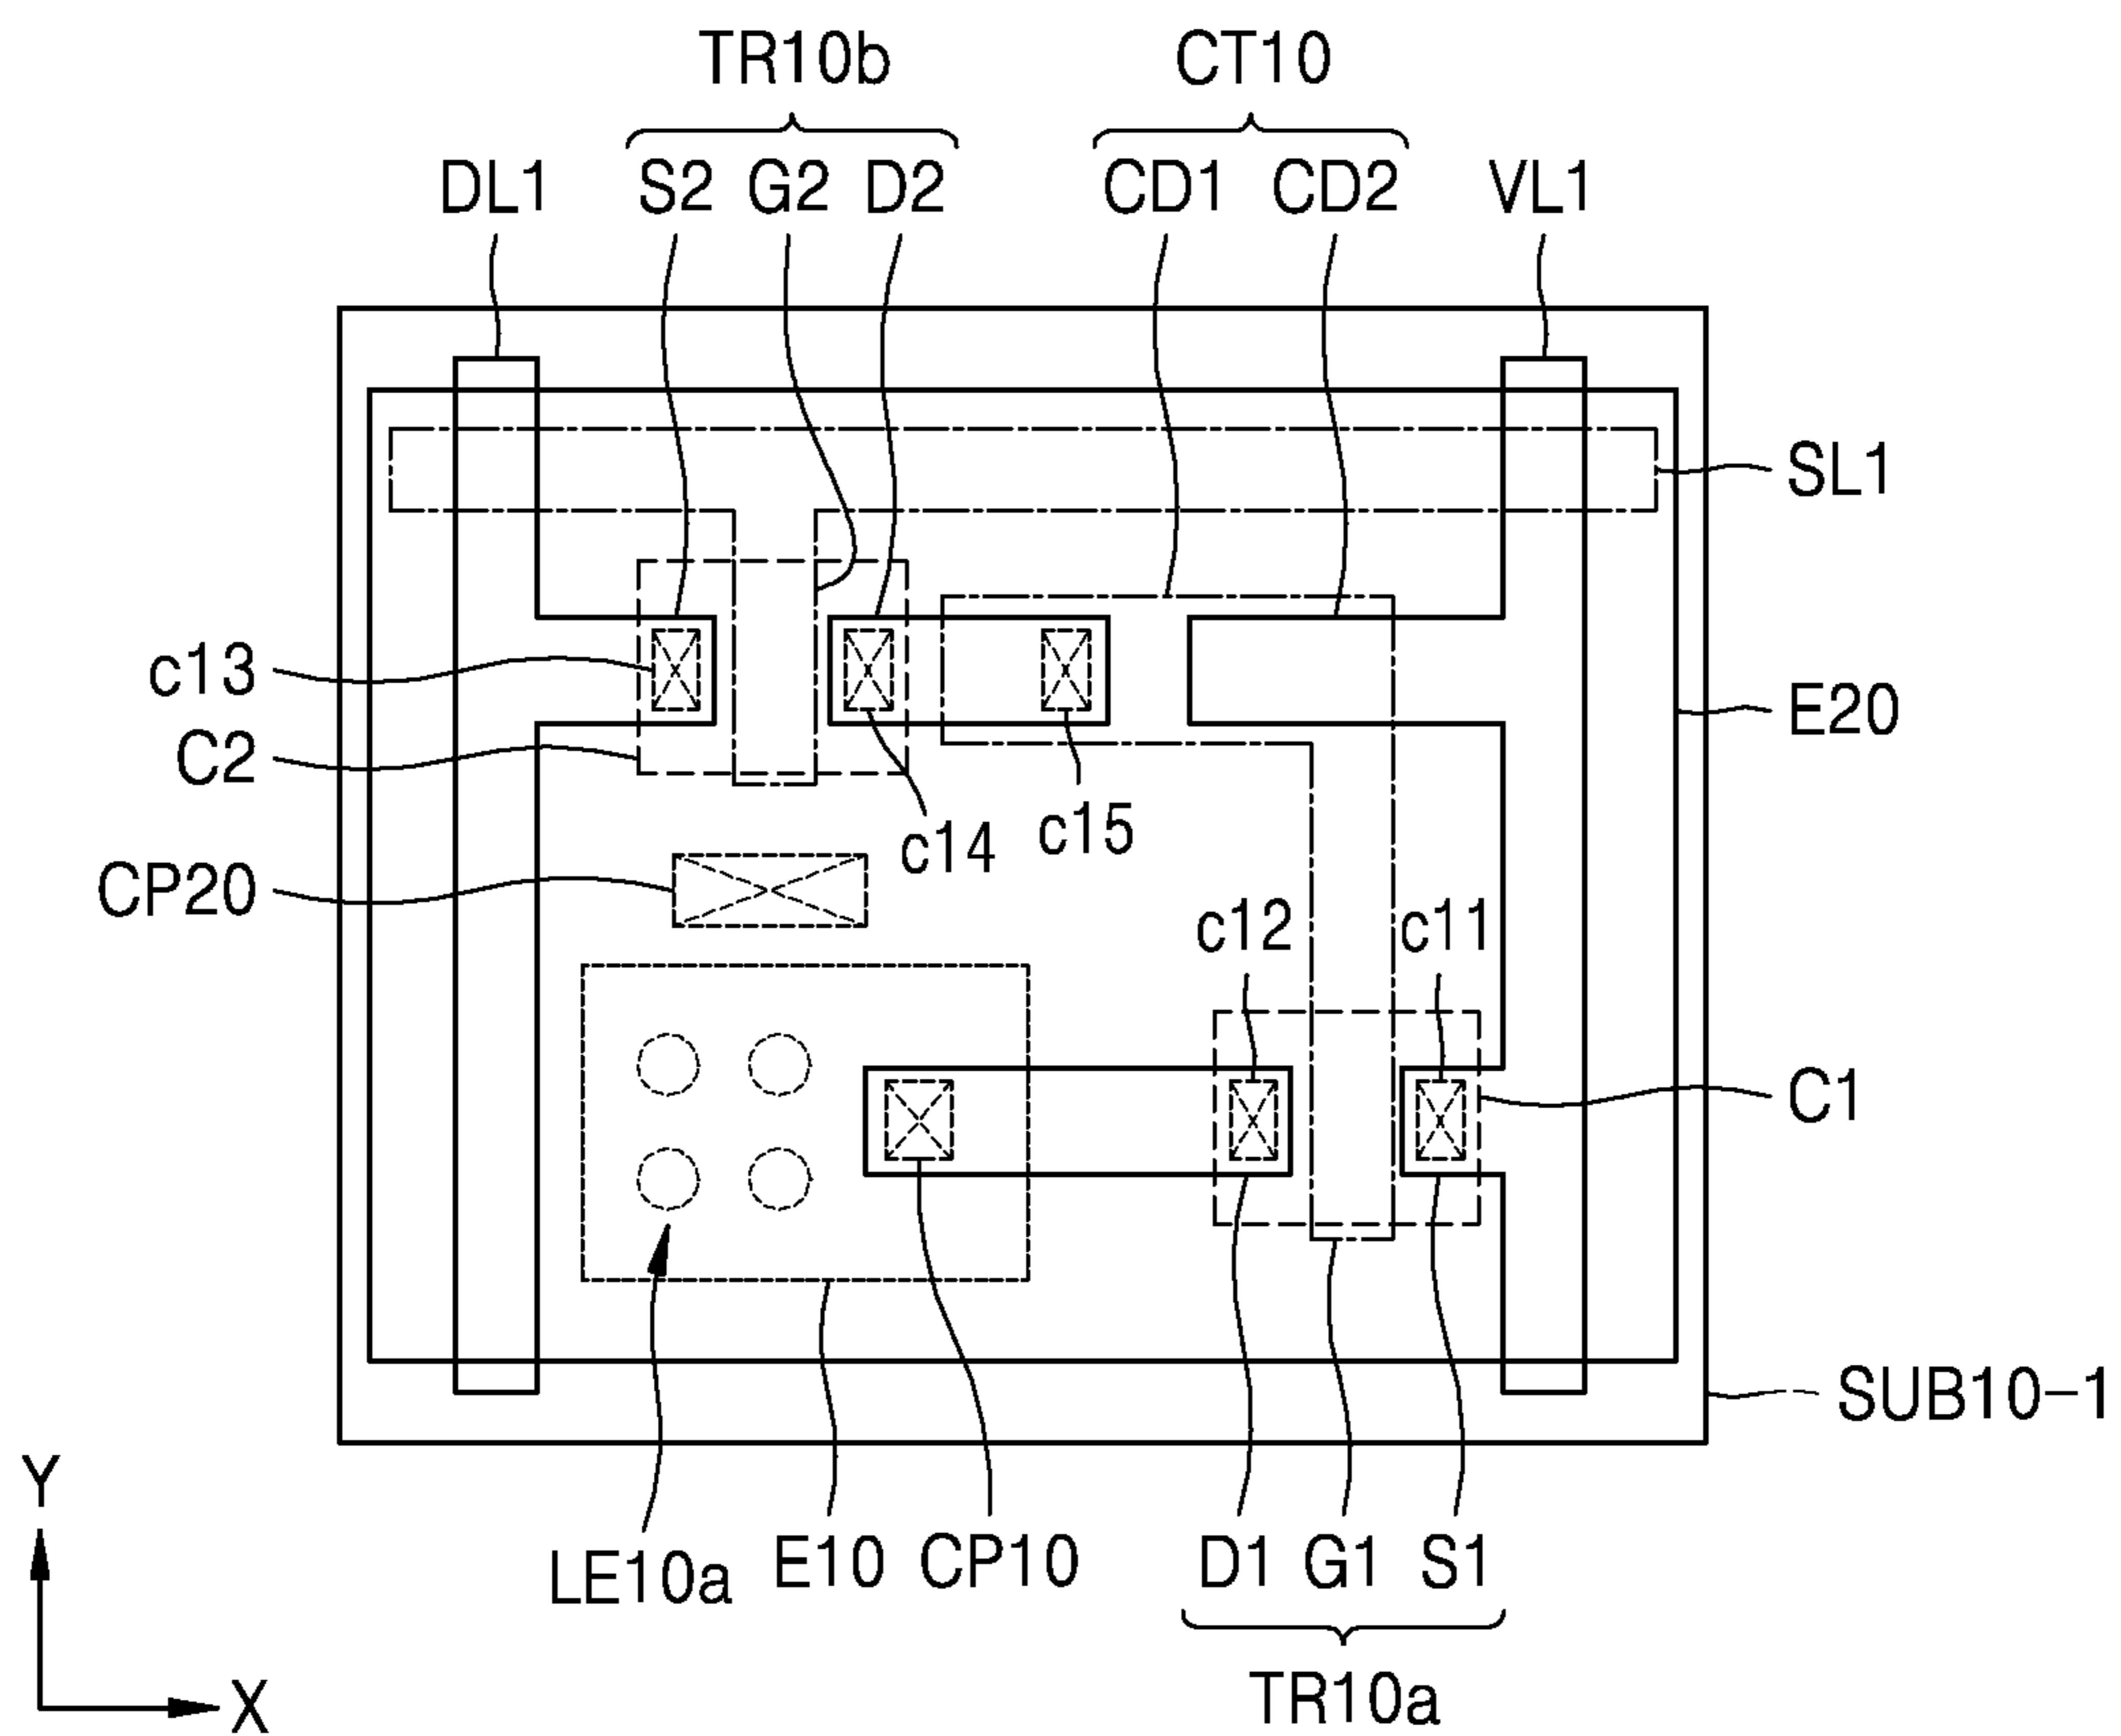 TR10b CT10
DL1 S2 G2 D2 CD1 CD2 VL1
SL1
c13
E20
C2
c14 c15
CP20
c12 c11
C1
SUB10-1
Y
LE10a E10 CP10 D1 G1 S1
X
TR10a